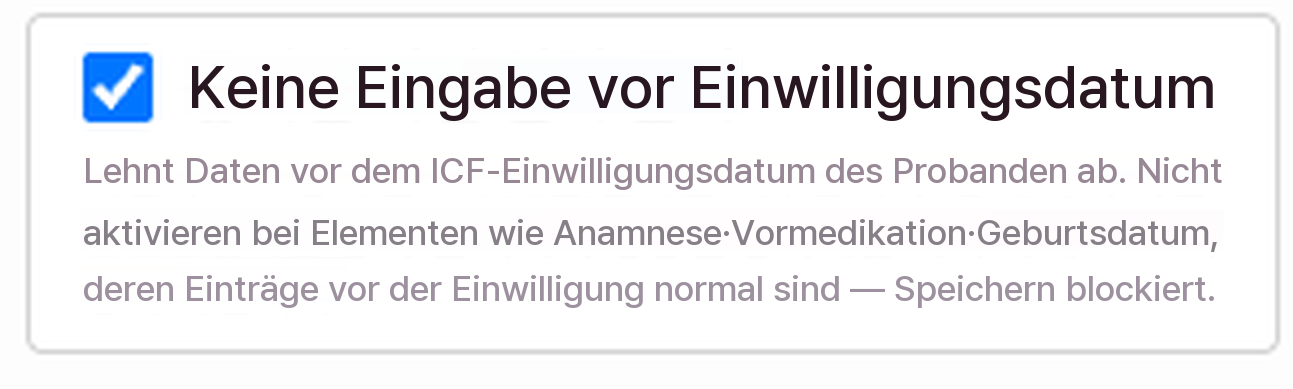 Keine Eingabe vor Einwilligungsdatum
Lehnt Daten vor dem ICF-Einwilligungsdatum des Probanden ab. Nicht
aktivieren bei Elementen wie Anamnese·Vormedikation·Geburtsdatum,
deren Einträge vor der Einwilligung normal sind — Speichern blockiert.